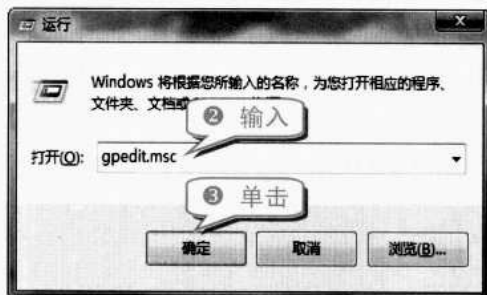 运行
Windows 将根据您所输入的名称，为您打开相应的程序、
文件夹、文档或
❷ 输入
打开(O): gpedit.msc
❸ 单击
确定 取消 浏览(B)...